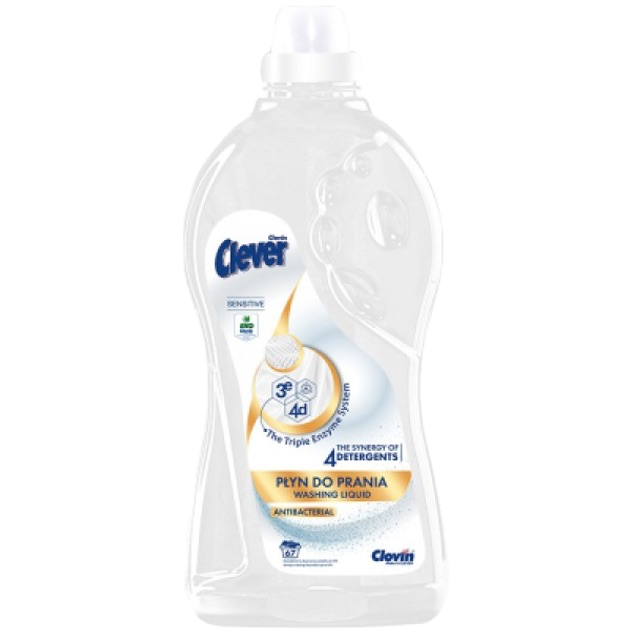 Clovin
Clever
SENSITIVE
3e
4d
•The Triple Enzyme System
THE SYNERGY OF
4 DETERGENTS
PŁYN DO PRANIA
WASHING LIQUID
ANTIBACTERIAL
67
Clovin